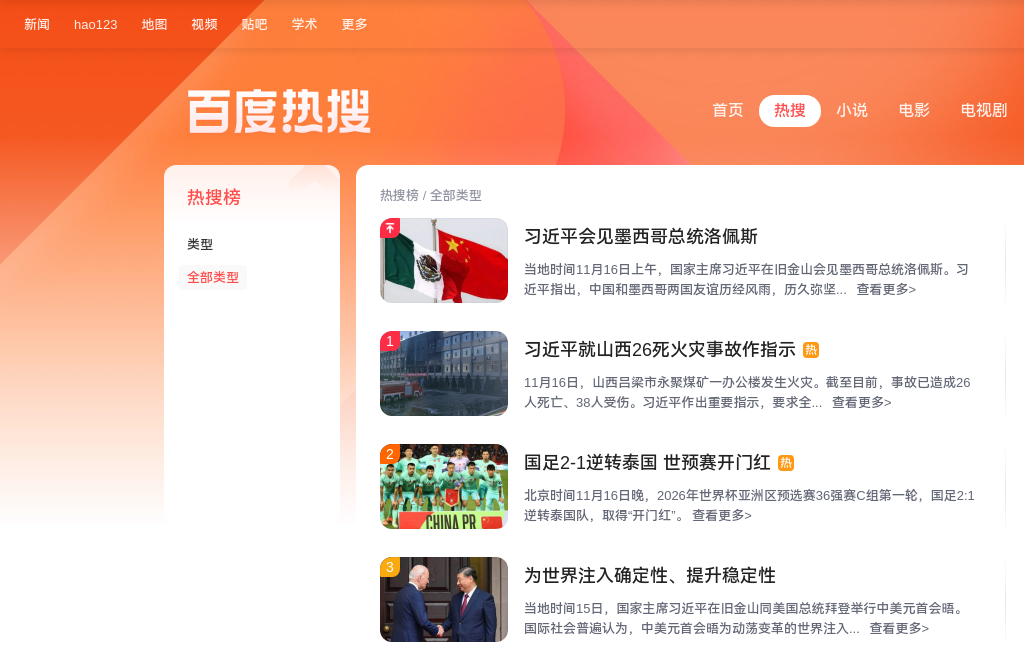 新闻 hao123 地图 视频 贴吧 学术 更多
百度热搜
首页 热搜 小说 电影 电视剧
热搜榜
类型
全部类型
热搜榜 / 全部类型
习近平会见墨西哥总统洛佩斯
当地时间11月16日上午，国家主席习近平在旧金山会见墨西哥总统洛佩斯。习
近平指出，中国和墨西哥两国友谊历经风雨，历久弥坚... 查看更多>
1
习近平就山西26死火灾事故作指示 热
11月16日，山西吕梁市永聚煤矿一办公楼发生火灾。截至目前，事故已造成26
人死亡、38人受伤。习近平作出重要指示，要求全... 查看更多>
2
国足2-1逆转泰国 世预赛开门红 热
北京时间11月16日晚，2026年世界杯亚洲区预选赛36强赛C组第一轮，国足2:1
逆转泰国队，取得“开门红”。 查看更多>
CHINA PR
3
为世界注入确定性、提升稳定性
当地时间15日，国家主席习近平在旧金山同美国总统拜登举行中美元首会晤。
国际社会普遍认为，中美元首会晤为动荡变革的世界注入... 查看更多>